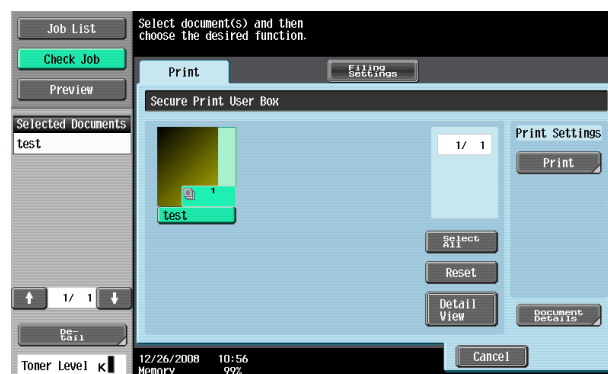 Job List
Check Job
Preview
Selected Documents
test
1/ 1
De-
tail
Toner Level K
Select document(s) and then
choose the desired function.
Print
Filing
Settings
Secure Print User Box
1
test
1/ 1
Select
All
Reset
Detail
View
Print Settings
Print
Document
Details
Cancel
12/26/2008 10:56
Memory 99%